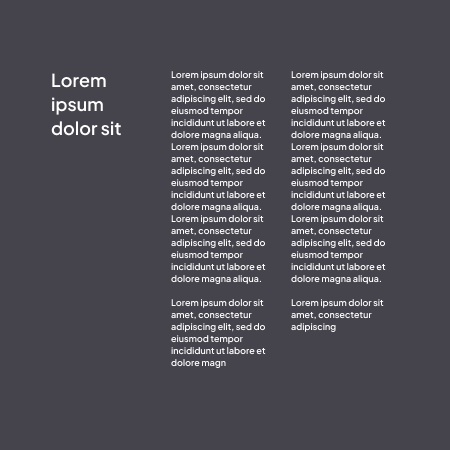 Lorem
ipsum
dolor sit
Lorem ipsum dolor sit
amet, consectetur
adipiscing elit, sed do
eiusmod tempor
incididunt ut labore et
dolore magna aliqua.
Lorem ipsum dolor sit
amet, consectetur
adipiscing elit, sed do
eiusmod tempor
incididunt ut labore et
dolore magna aliqua.
Lorem ipsum dolor sit
amet, consectetur
adipiscing elit, sed do
eiusmod tempor
incididunt ut labore et
dolore magna aliqua.
Lorem ipsum dolor sit
amet, consectetur
adipiscing elit, sed do
eiusmod tempor
incididunt ut labore et
dolore magn
Lorem ipsum dolor sit
amet, consectetur
adipiscing elit, sed do
eiusmod tempor
incididunt ut labore et
dolore magna aliqua.
Lorem ipsum dolor sit
amet, consectetur
adipiscing elit, sed do
eiusmod tempor
incididunt ut labore et
dolore magna aliqua.
Lorem ipsum dolor sit
amet, consectetur
adipiscing elit, sed do
eiusmod tempor
incididunt ut labore et
dolore magna aliqua.
Lorem ipsum dolor sit
amet, consectetur
adipiscing